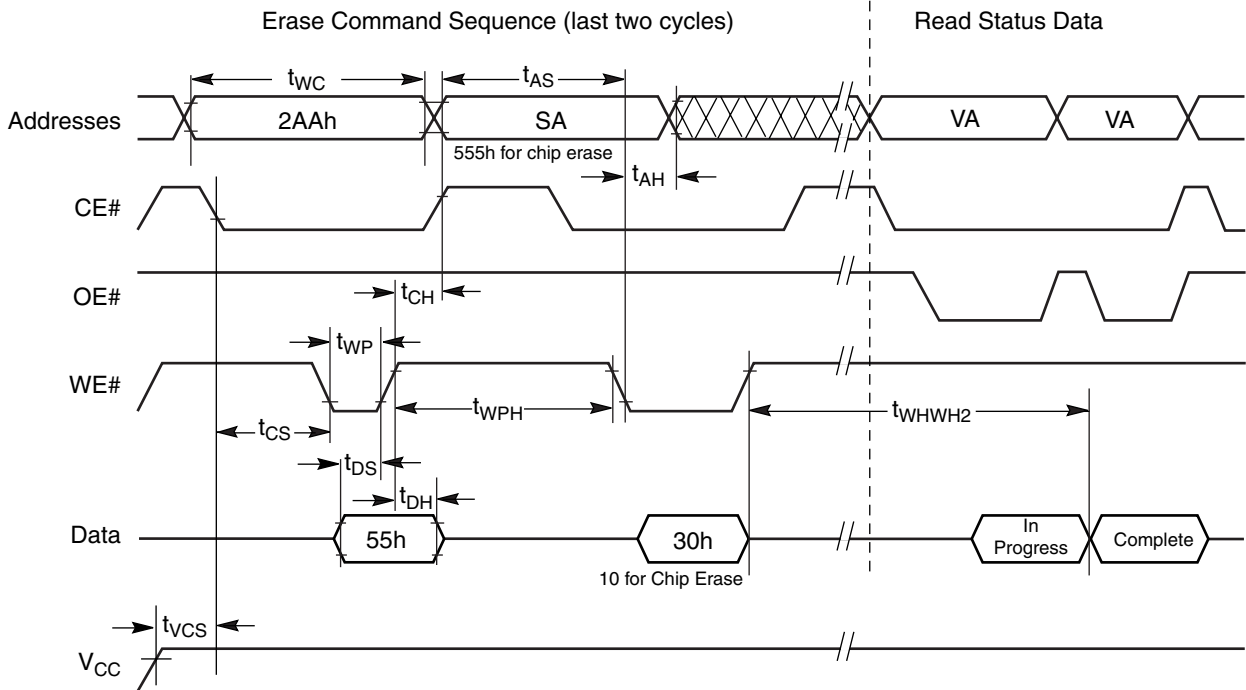 Erase Command Sequence (last two cycles)
Read Status Data
tWC
tAS
Addresses
2AAh
SA
VA
VA
555h for chip erase
tAH
CE#
OE#
tCH
tWP
WE#
tWPH
tWHWH2
tCS
tDS
tDH
Data
55h
30h
In
Progress
Complete
10 for Chip Erase
tVCS
VCC